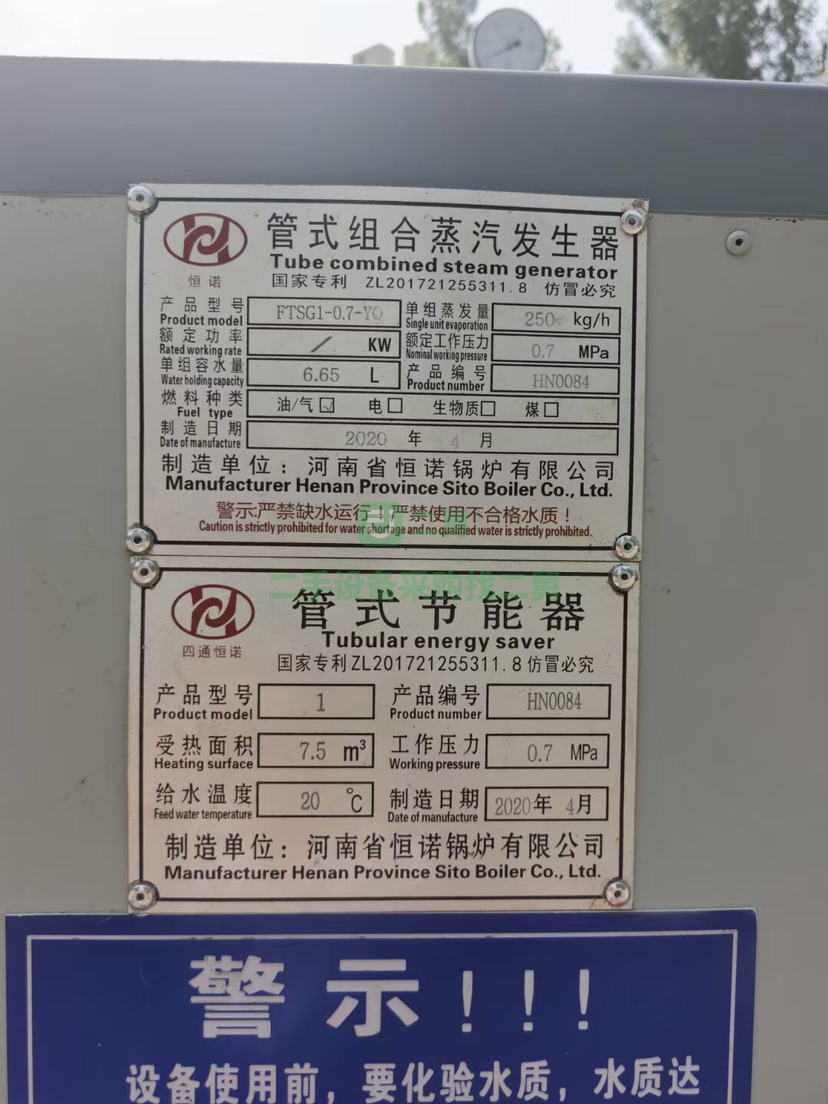 管式组合蒸汽发生器
Tube combined steam generator
恒诺
国家专利 ZL201721255311.8 仿冒必究
产品型号 FTSG1-0.7-YQ 单组蒸发量 250 kg/h
Product model Single unit evaporation
额定功率 / KW 额定工作压力 0.7 MPa
Rated working rate Nominal working pressure
单组容水量 6.65 L 产品编号 HN0084
Water holding capacity Product number
燃料种类 油/气☑ 电□ 生物质□ 煤□
Fuel type
制造日期 2020 年 4 月
Date of manufacture
制造单位：河南省恒诺锅炉有限公司
Manufacturer Henan Province Sito Boiler Co., Ltd.
警示:严禁缺水运行！严禁使用不合格水质！
Caution is strictly prohibited for water shortage and no qualified water is strictly prohibited.
二手设备采购找二舅
管式节能器
Tubular energy saver
四通恒诺
国家专利ZL201721255311.8仿冒必究
产品型号 1 产品编号 HN0084
Product model Product number
受热面积 7.5 m³ 工作压力 0.7 MPa
Heating surface Working pressure
给水温度 20 ℃ 制造日期 2020年 4月
Feed water temperature Date of manufacture
制造单位：河南省恒诺锅炉有限公司
Manufacturer Henan Province Sito Boiler Co., Ltd.
警示!!!
设备使用前，要化验水质，水质达